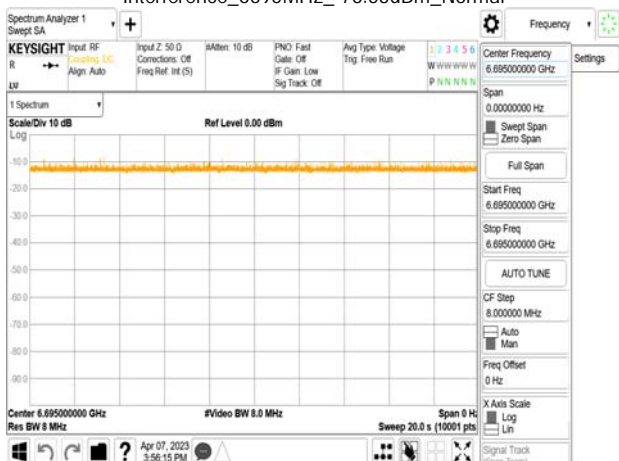 Spectrum Analyzer 1
Swept SA
Frequency
Settings
KEYSIGHT
Input: RF
Coupling: DC
Align: Auto
Input Z: 50 Ω
Corrections: Off
Freq Ref: Int (S)
#Atten: 10 dB
PNO: Fast
Gate: Off
IF Gain: Low
Sig Track: Off
Avg Type: Voltage
Trig: Free Run
1 2 3 4 5 6
W W W W W W
P N N N N N
R
LW
1 Spectrum
Scale/Div 10 dB
Ref Level 0.00 dBm
Log
-10.0
-20.0
-30.0
-40.0
-50.0
-60.0
-70.0
-80.0
-90.0
Center 6.695000000 GHz
#Video BW 8.0 MHz
Span 0 Hz
Res BW 8 MHz
Sweep 20.0 s (10001 pts
Apr 07, 2023
3:56:15 PM
Center Frequency
6.695000000 GHz
Span
0.00000000 Hz
Swept Span
Zero Span
Full Span
Start Freq
6.695000000 GHz
Stop Freq
6.695000000 GHz
AUTO TUNE
CF Step
8.000000 MHz
Auto
Man
Freq Offset
0 Hz
X Axis Scale
Log
Lin
Signal Track